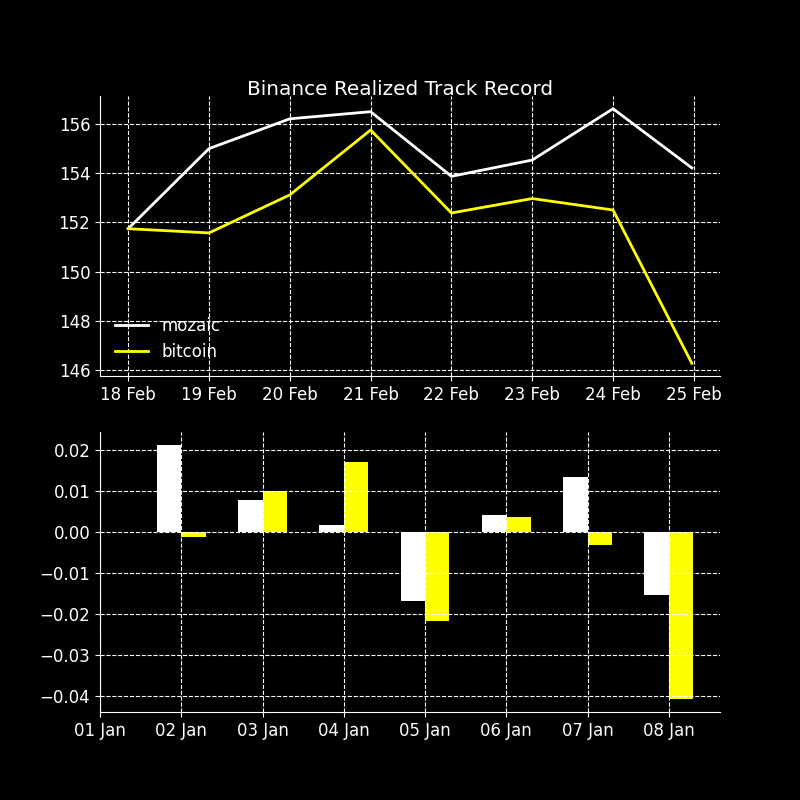 Binance Realized Track Record
156
154
152
150
148
146
mozaic
bitcoin
18 Feb 19 Feb 20 Feb 21 Feb 22 Feb 23 Feb 24 Feb 25 Feb
0.02
0.01
0.00
−0.01
−0.02
−0.03
−0.04
01 Jan 02 Jan 03 Jan 04 Jan 05 Jan 06 Jan 07 Jan 08 Jan